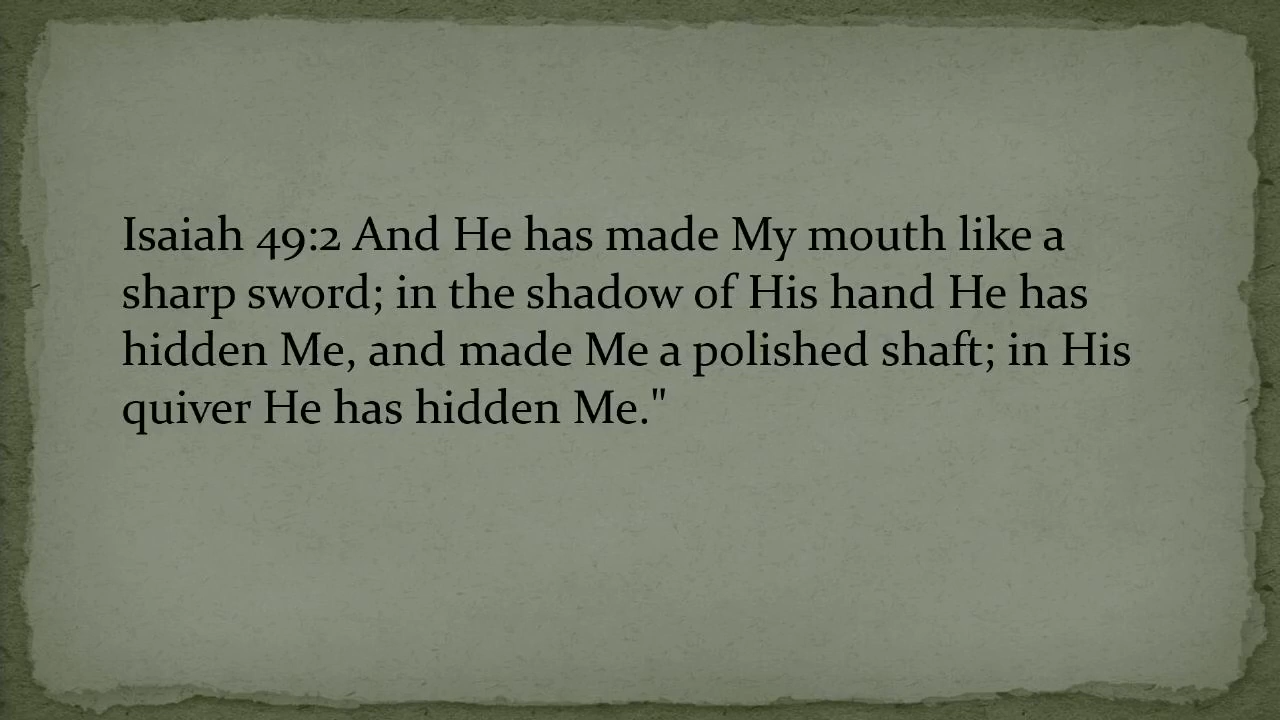 Isaiah 49:2 And He has made My mouth like a
sharp sword; in the shadow of His hand He has
hidden Me, and made Me a polished shaft; in His
quiver He has hidden Me."